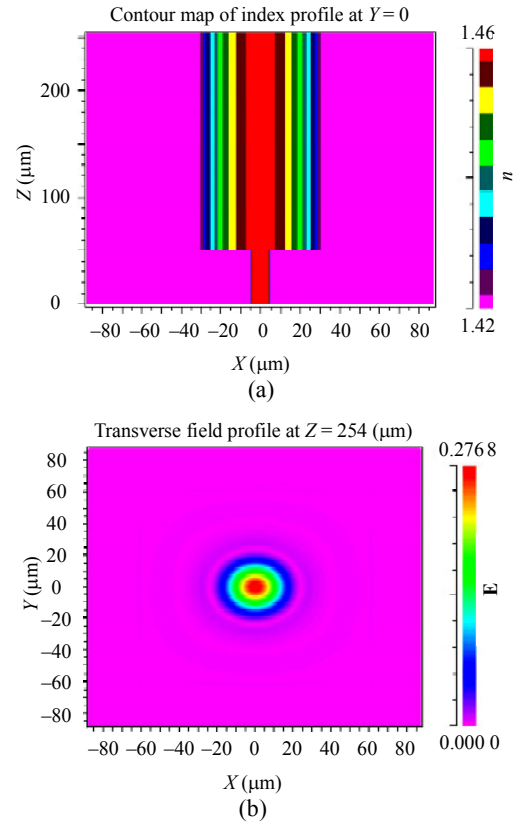 Contour map of index profile at Y = 0
1.46
200
100
0
Z (μm)
n
1.42
−80 −60 −40 −20 0 20 40 60 80
X (μm)
(a)
Transverse field profile at Z = 254 (μm)
0.276 8
80
60
40
20
0
−20
−40
−60
−80
Y (μm)
E
0.000 0
−80 −60 −40 −20 0 20 40 60 80
X (μm)
(b)